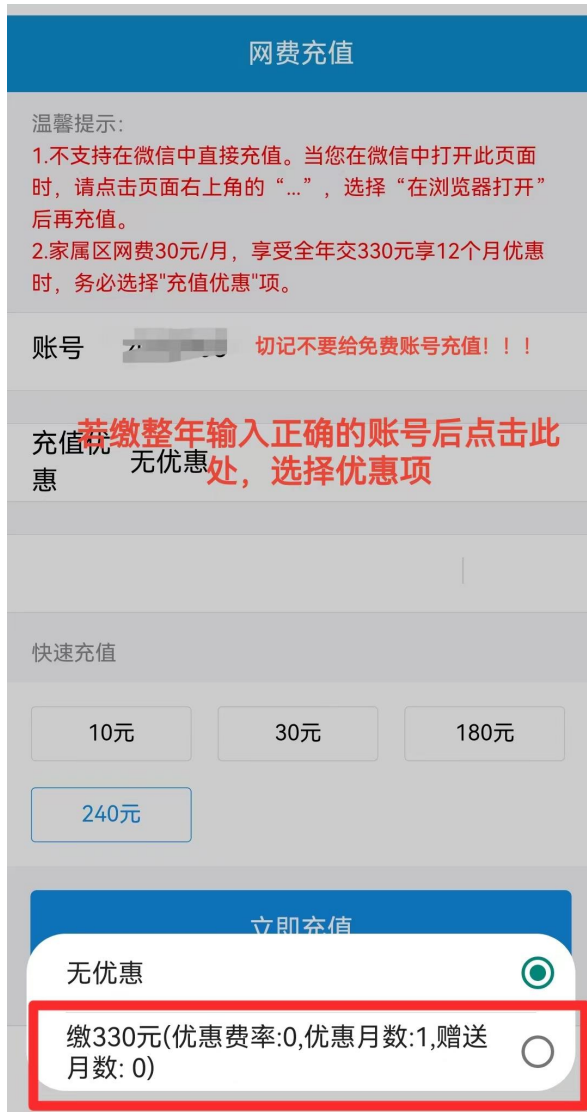 网费充值
温馨提示:
1.不支持在微信中直接充值。当您在微信中打开此页面
时，请点击页面右上角的“...”，选择“在浏览器打开”
后再充值。
2.家属区网费30元/月，享受全年交330元享12个月优惠
时，务必选择"充值优惠"项。
账号
切记不要给免费账号充值！！！
若缴整年输入正确的账号后点击此
处，选择优惠项
充值优
惠
无优惠
快速充值
10元
30元
180元
240元
立即充值
无优惠
缴330元(优惠费率:0,优惠月数:1,赠送
月数: 0)